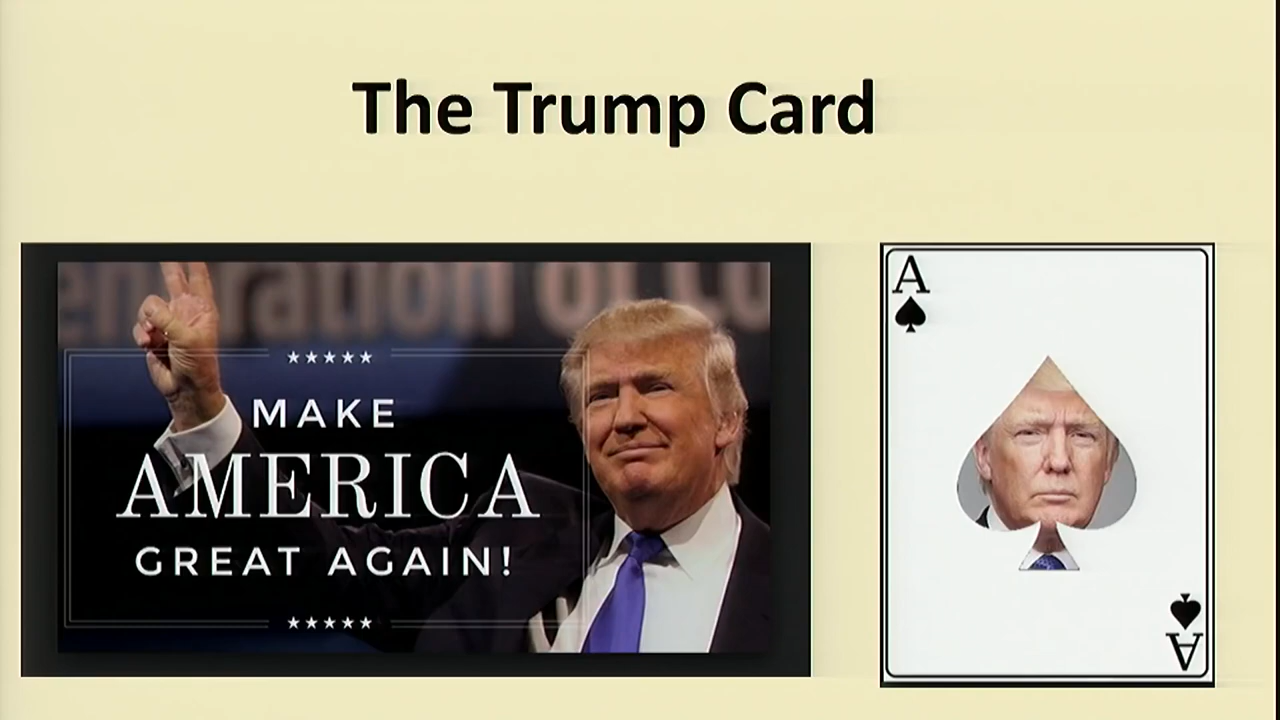 The Trump Card
★★★★★
MAKE
AMERICA
GREAT AGAIN!
★★★★★
A
A